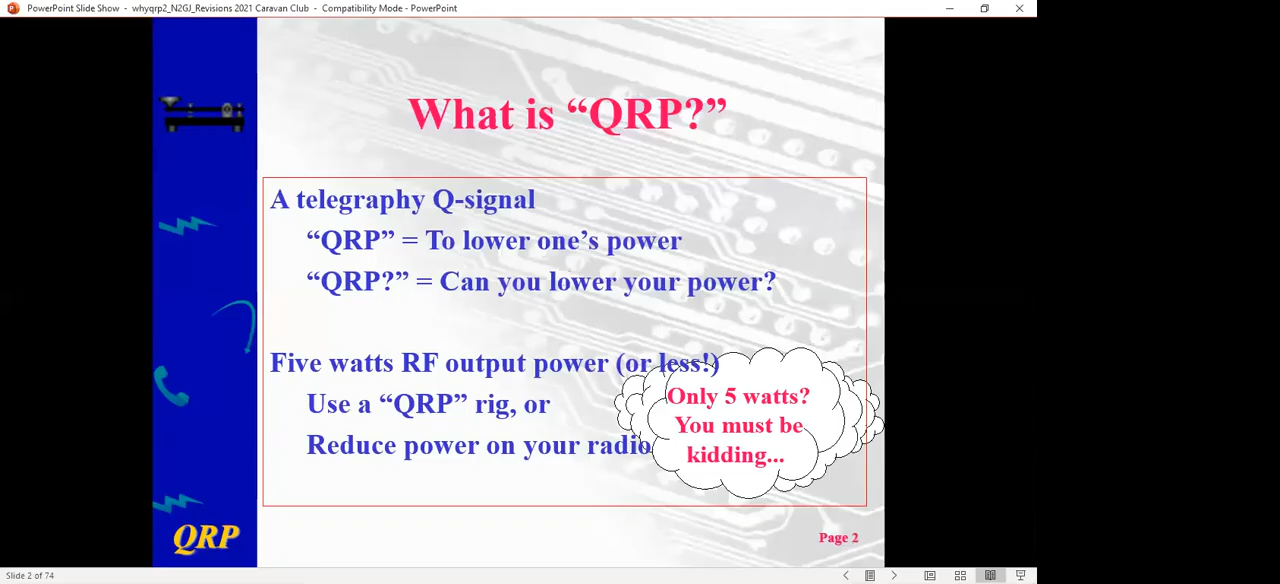 PowerPoint Slide Show - whyqrp2_N2GJ_Revisions 2021 Caravan Club - Compatibility Mode - PowerPoint
What is “QRP?”
A telegraphy Q-signal
“QRP” = To lower one’s power
“QRP?” = Can you lower your power?
Five watts RF output power (or less!)
Use a “QRP” rig, or
Reduce power on your radio
Only 5 watts?
You must be
kidding...
QRP
Page 2
Slide 2 of 74